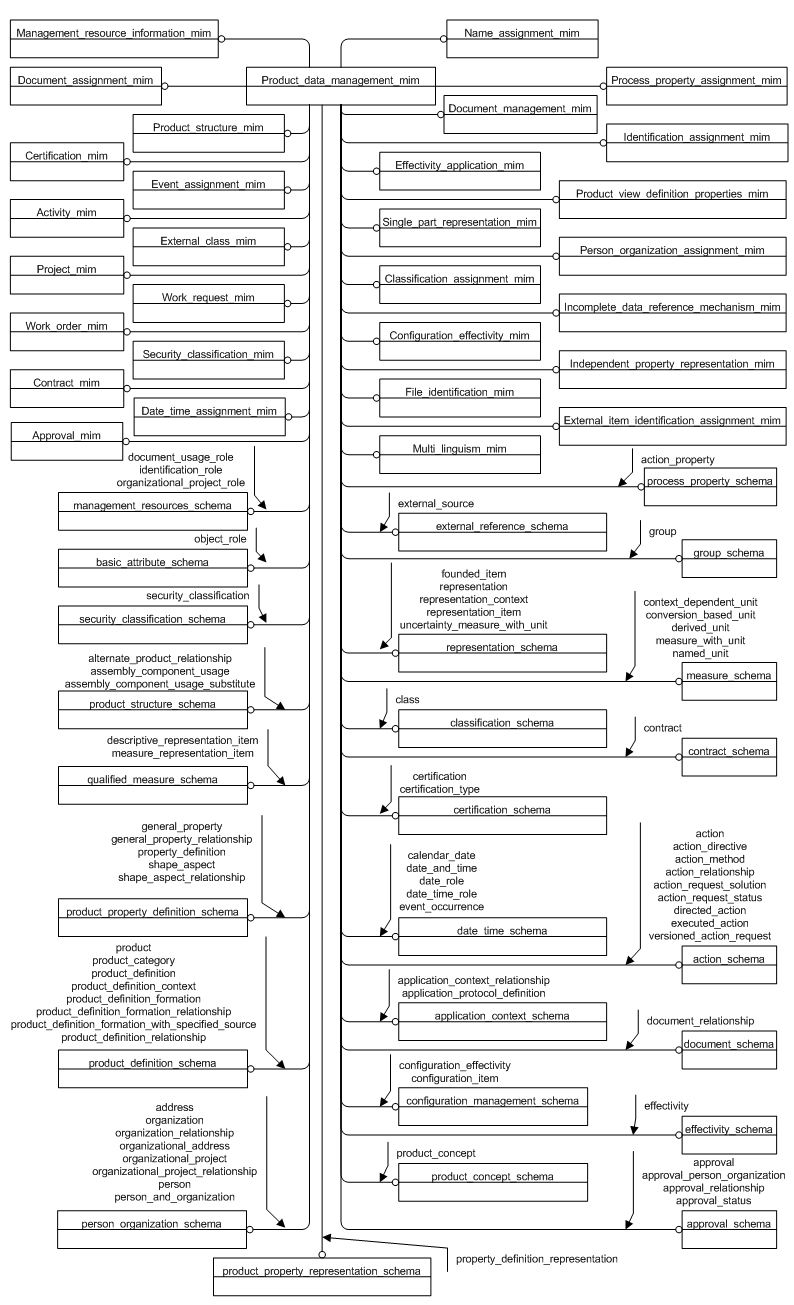 Management_resource_information_mim
Name_assignment_mim
Document_assignment_mim
Product_data_management_mim
Process_property_assignment_mim
Document_management_mim
Product_structure_mim
Identification_assignment_mim
Certification_mim
Effectivity_application_mim
Event_assignment_mim
Product_view_definition_properties_mim
Activity_mim
Single_part_representation_mim
External_class_mim
Person_organization_assignment_mim
Project_mim
Classification_assignment_mim
Work_request_mim
Incomplete_data_reference_mechanism_mim
Work_order_mim
Configuration_effectivity_mim
Security_classification_mim
Independent_property_representation_mim
Contract_mim
File_identification_mim
Date_time_assignment_mim
External_item_identification_assignment_mim
Approval_mim
Multi_linguism_mim
document_usage_role
identification_role
organizational_project_role
management_resources_schema
action_property
process_property_schema
external_source
external_reference_schema
object_role
basic_attribute_schema
group
group_schema
security_classification
security_classification_schema
founded_item
representation
representation_context
representation_item
uncertainty_measure_with_unit
representation_schema
context_dependent_unit
conversion_based_unit
derived_unit
measure_with_unit
named_unit
measure_schema
alternate_product_relationship
assembly_component_usage
assembly_component_usage_substitute
product_structure_schema
class
classification_schema
contract
contract_schema
descriptive_representation_item
measure_representation_item
qualified_measure_schema
certification
certification_type
certification_schema
general_property
general_property_relationship
property_definition
shape_aspect
shape_aspect_relationship
product_property_definition_schema
calendar_date
date_and_time
date_role
date_time_role
event_occurrence
date_time_schema
action
action_directive
action_method
action_relationship
action_request_solution
action_request_status
directed_action
executed_action
versioned_action_request
action_schema
product
product_category
product_definition
product_definition_context
product_definition_formation
product_definition_formation_relationship
product_definition_formation_with_specified_source
product_definition_relationship
product_definition_schema
application_context_relationship
application_protocol_definition
application_context_schema
document_relationship
document_schema
configuration_effectivity
configuration_item
configuration_management_schema
effectivity
effectivity_schema
address
organization
organization_relationship
organizational_address
organizational_project
organizational_project_relationship
person
person_and_organization
person_organization_schema
product_concept
product_concept_schema
approval
approval_person_organization
approval_relationship
approval_status
approval_schema
property_definition_representation
product_property_representation_schema